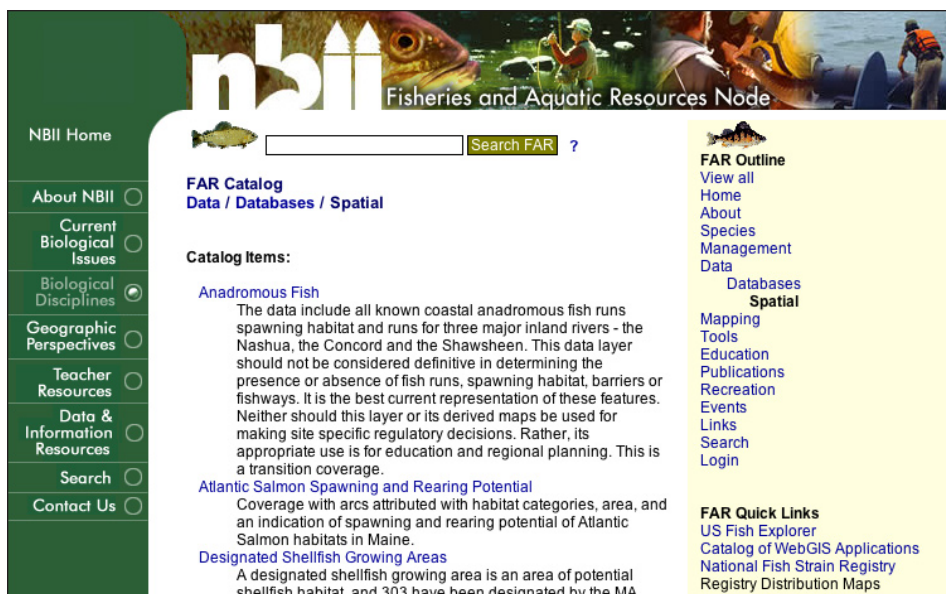 nbii
Fisheries and Aquatic Resources Node
NBII Home
About NBII
Current
Biological
Issues
Biological
Disciplines
Geographic
Perspectives
Teacher
Resources
Data &
Information
Resources
Search
Contact Us
Search FAR ?
FAR Catalog
Data / Databases / Spatial
Catalog Items:
Anadromous Fish
The data include all known coastal anadromous fish runs
spawning habitat and runs for three major inland rivers - the
Nashua, the Concord and the Shawsheen. This data layer
should not be considered definitive in determining the
presence or absence of fish runs, spawning habitat, barriers or
fishways. It is the best current representation of these features.
Neither should this layer or its derived maps be used for
making site specific regulatory decisions. Rather, its
appropriate use is for education and regional planning. This is
a transition coverage.
Atlantic Salmon Spawning and Rearing Potential
Coverage with arcs attributed with habitat categories, area, and
an indication of spawning and rearing potential of Atlantic
Salmon habitats in Maine.
Designated Shellfish Growing Areas
A designated shellfish growing area is an area of potential
shellfish habitat, and 303 have been designated by the MA
FAR Outline
View all
Home
About
Species
Management
Data
Databases
Spatial
Mapping
Tools
Education
Publications
Recreation
Events
Links
Search
Login
FAR Quick Links
US Fish Explorer
Catalog of WebGIS Applications
National Fish Strain Registry
Registry Distribution Maps